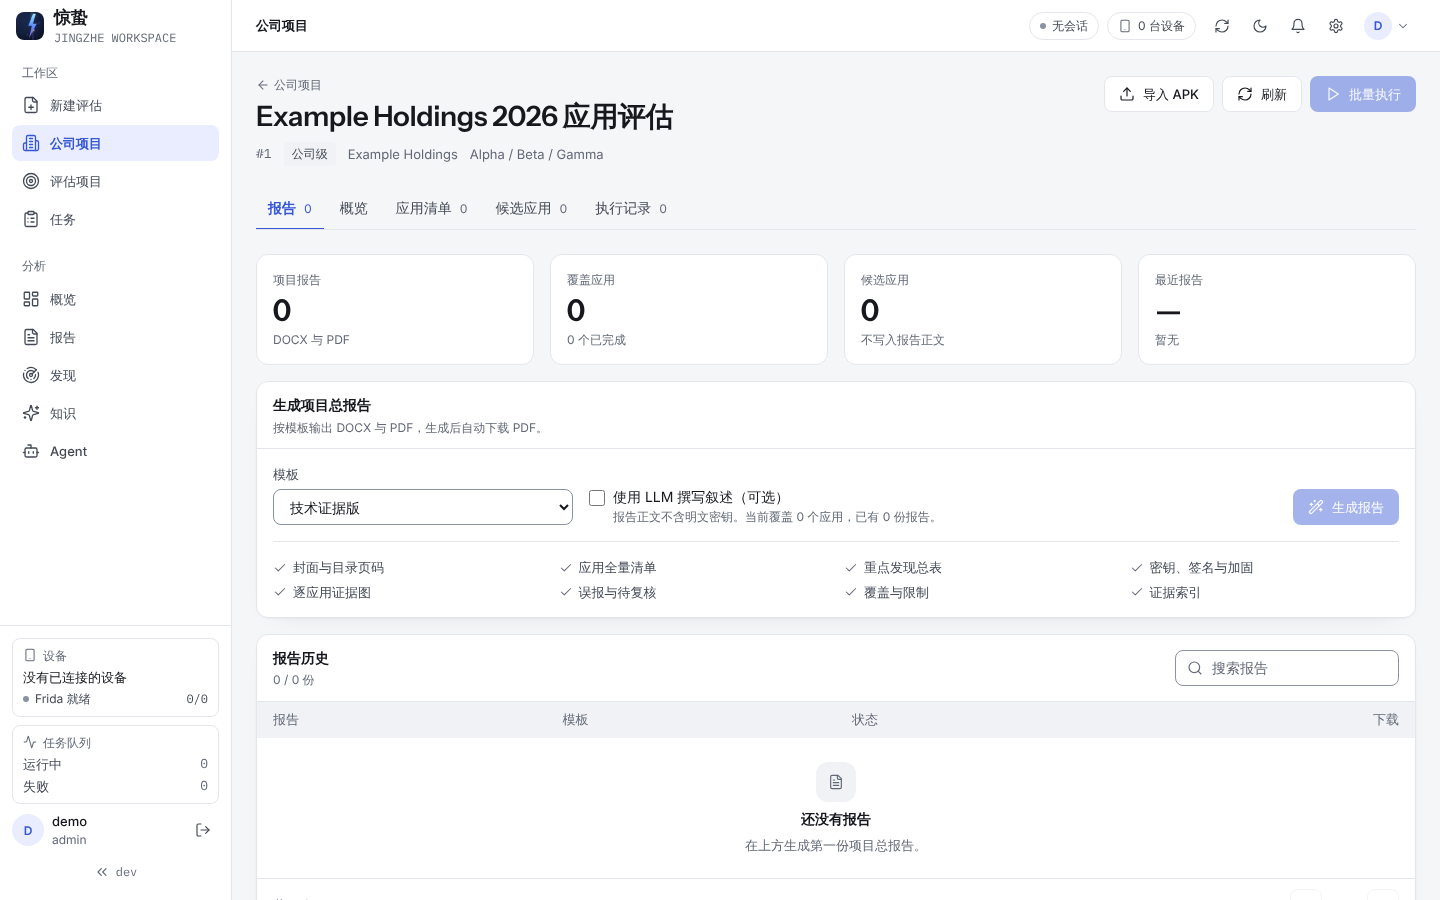 惊蛰
JINGZHE WORKSPACE
工作区
新建评估
公司项目
评估项目
任务
分析
概览
报告
发现
知识
Agent
设备
没有已连接的设备
Frida 就绪 0/0
任务队列
运行中 0
失败 0
D
demo
admin
dev
公司项目
无会话
0 台设备
D
公司项目
Example Holdings 2026 应用评估
#1 公司级 Example Holdings Alpha / Beta / Gamma
导入 APK
刷新
批量执行
报告 0
概览
应用清单 0
候选应用 0
执行记录 0
项目报告
0
DOCX 与 PDF
覆盖应用
0
0 个已完成
候选应用
0
不写入报告正文
最近报告
—
暂无
生成项目总报告
按模板输出 DOCX 与 PDF，生成后自动下载 PDF。
模板
技术证据版
使用 LLM 撰写叙述（可选）
报告正文不含明文密钥。当前覆盖 0 个应用，已有 0 份报告。
生成报告
封面与目录页码
应用全量清单
重点发现总表
密钥、签名与加固
逐应用证据图
误报与待复核
覆盖与限制
证据索引
报告历史
0 / 0 份
搜索报告
报告 模板 状态 下载
还没有报告
在上方生成第一份项目总报告。